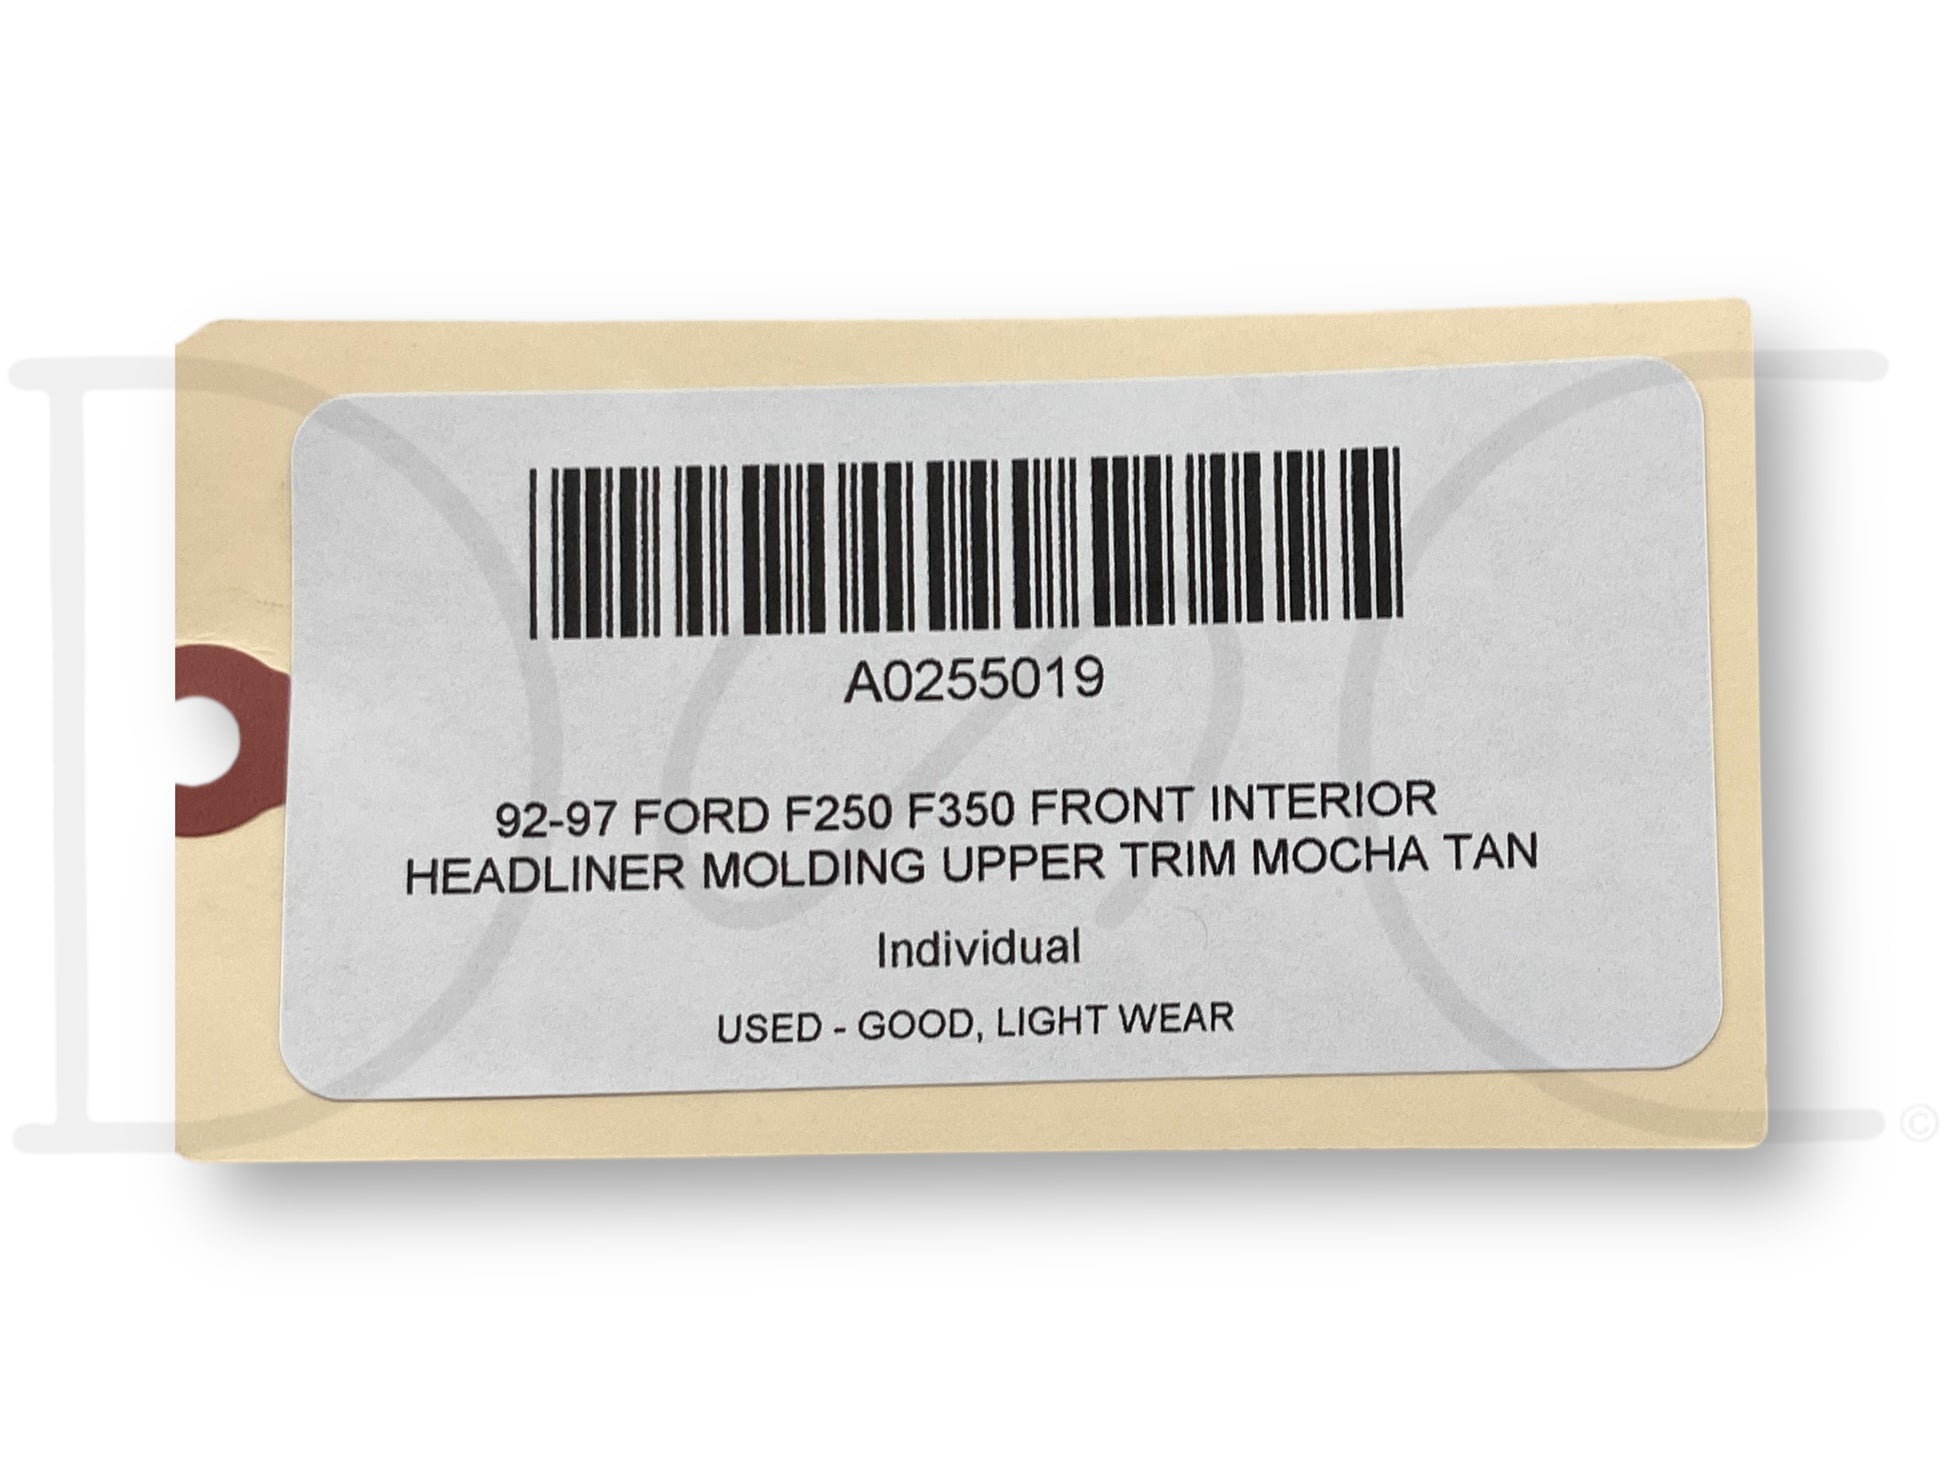 A0255019
92-97 FORD F250 F350 FRONT INTERIOR
HEADLINER MOLDING UPPER TRIM MOCHA TAN
Individual
USED - GOOD, LIGHT WEAR
©